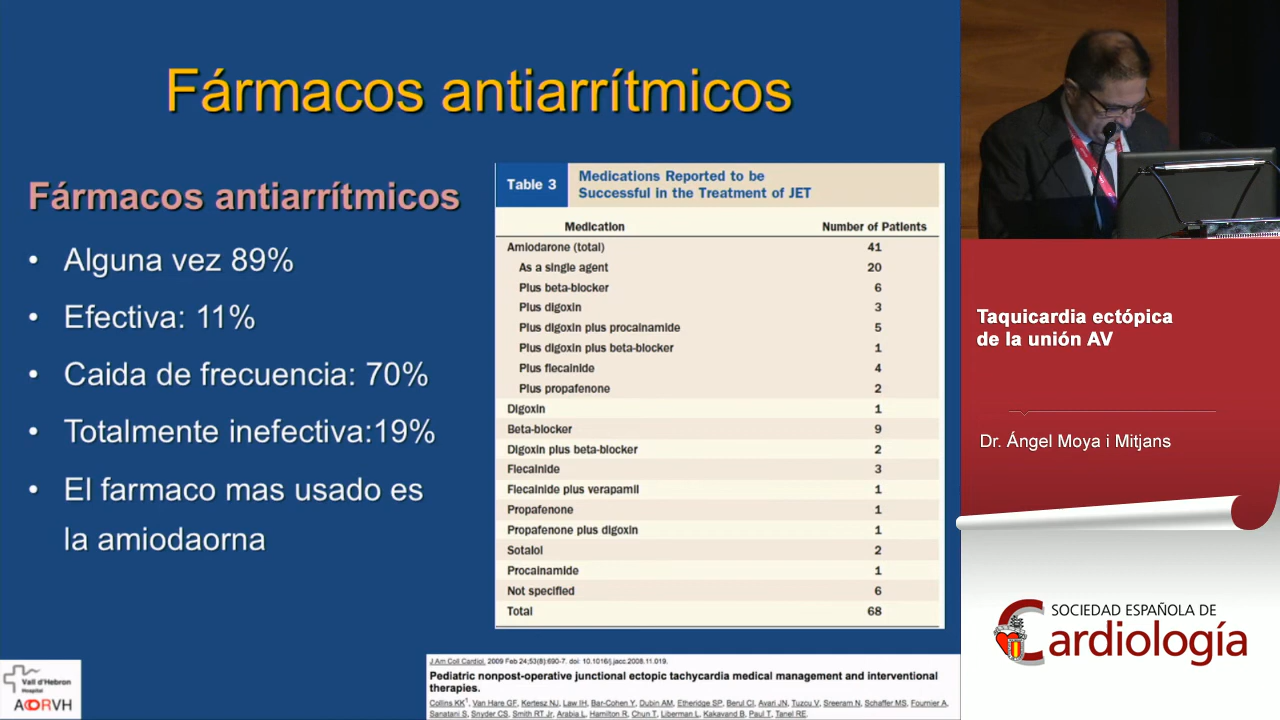 Fármacos antiarrítmicos
Fármacos antiarrítmicos
• Alguna vez 89%
• Efectiva: 11%
• Caida de frecuencia: 70%
• Totalmente inefectiva:19%
• El farmaco mas usado es
la amiodaorna
Table 3
Medications Reported to be
Successful in the Treatment of JET
Medication Number of Patients
Amiodarone (total) 41
As a single agent 20
Plus beta-blocker 6
Plus digoxin 3
Plus digoxin plus procainamide 5
Plus digoxin plus beta-blocker 1
Plus flecainide 4
Plus propafenone 2
Digoxin 1
Beta-blocker 9
Digoxin plus beta-blocker 2
Flecainide 3
Flecainide plus verapamil 1
Propafenone 1
Propafenone plus digoxin 1
Sotalol 2
Procainamide 1
Not specified 6
Total 68
J Am Coll Cardiol. 2009 Feb 24;53(8):690-7. doi: 10.1016/j.jacc.2008.11.019.
Pediatric nonpost-operative junctional ectopic tachycardia medical management and interventional
therapies.
Collins KK1, Van Hare GF, Kertesz NJ, Law IH, Bar-Cohen Y, Dubin AM, Etheridge SP, Berul CI, Avari JN, Tuzcu V, Sreeram N, Schaffer MS, Fournier A,
Sanatani S, Snyder CS, Smith RT Jr, Arabia L, Hamilton R, Chun T, Liberman L, Kakavand B, Paul T, Tanel RE.
Vall d'Hebron
Hospital
ACORVH
Taquicardia ectópica
de la unión AV
Dr. Ángel Moya i Mitjans
SOCIEDAD ESPAÑOLA DE
Cardiología